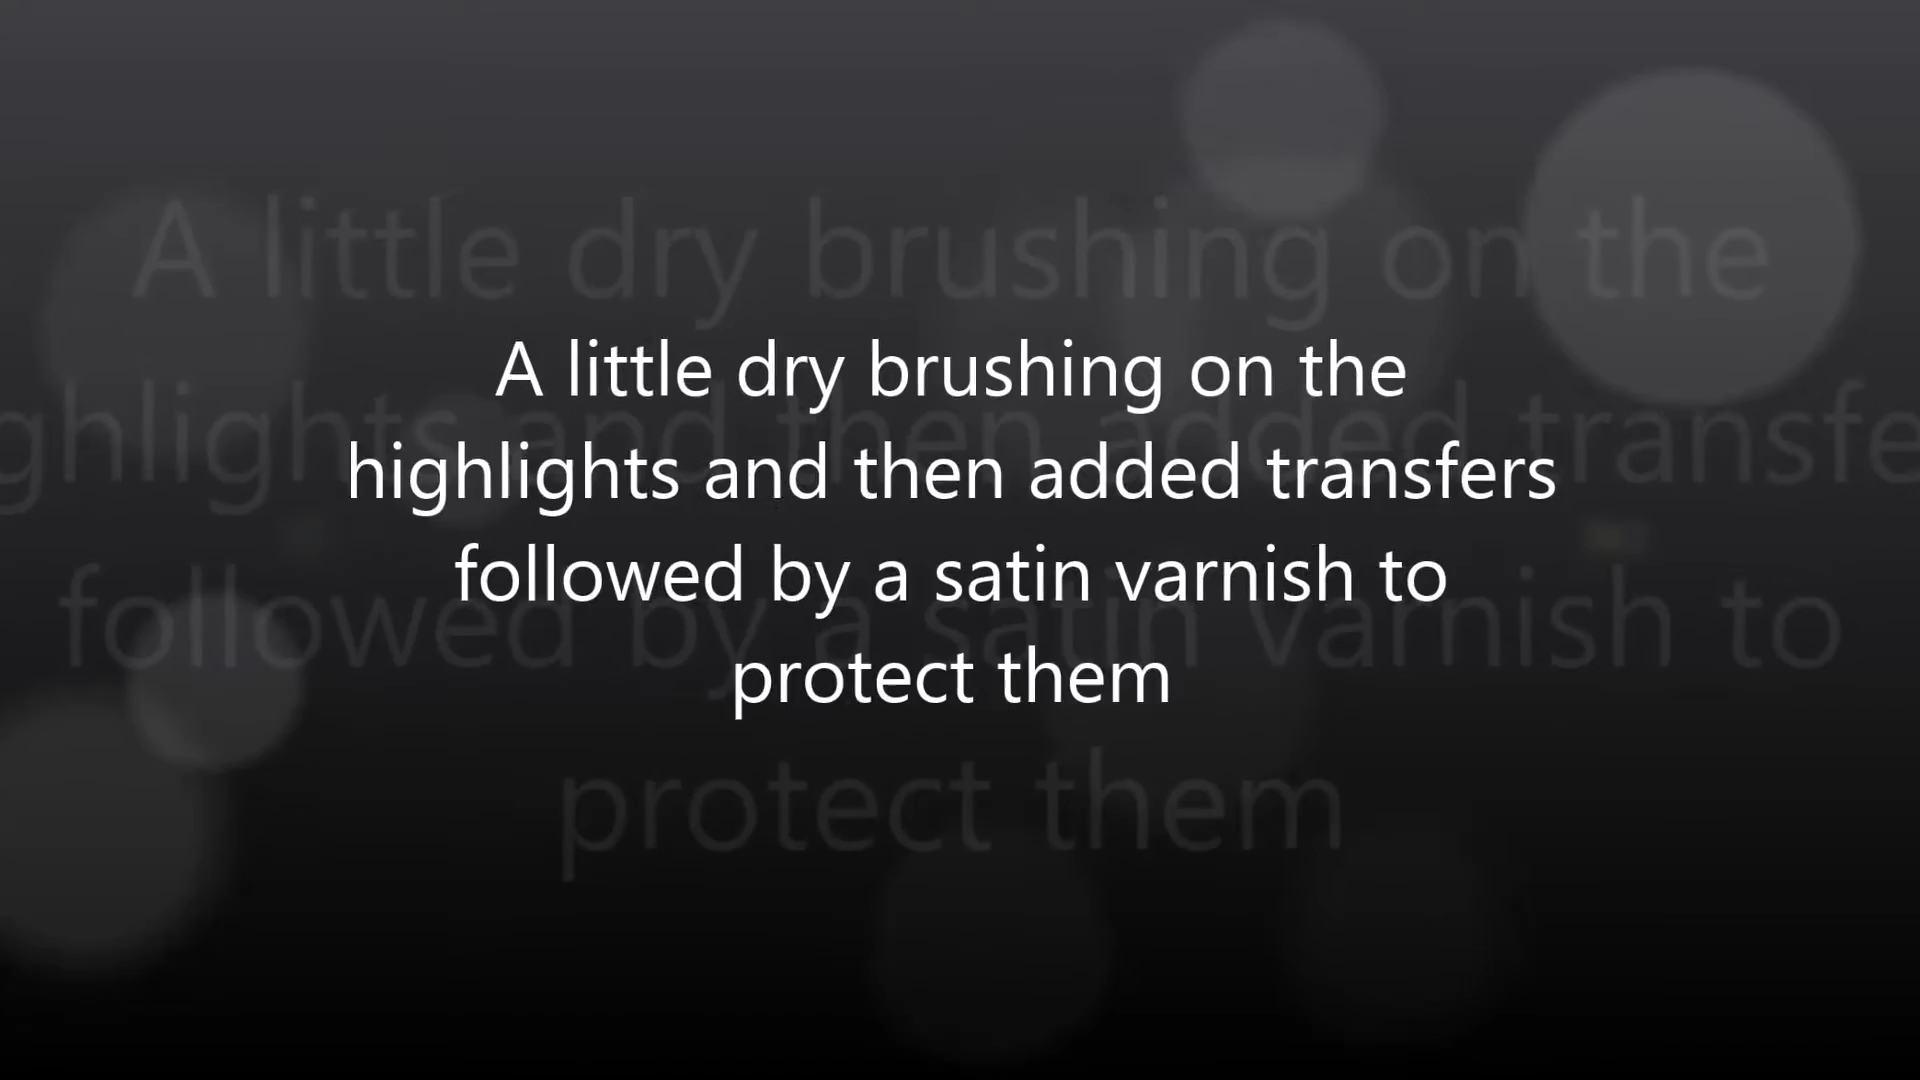 A little dry brushing on the
highlights and then added transfers
followed by a satin varnish to
protect them